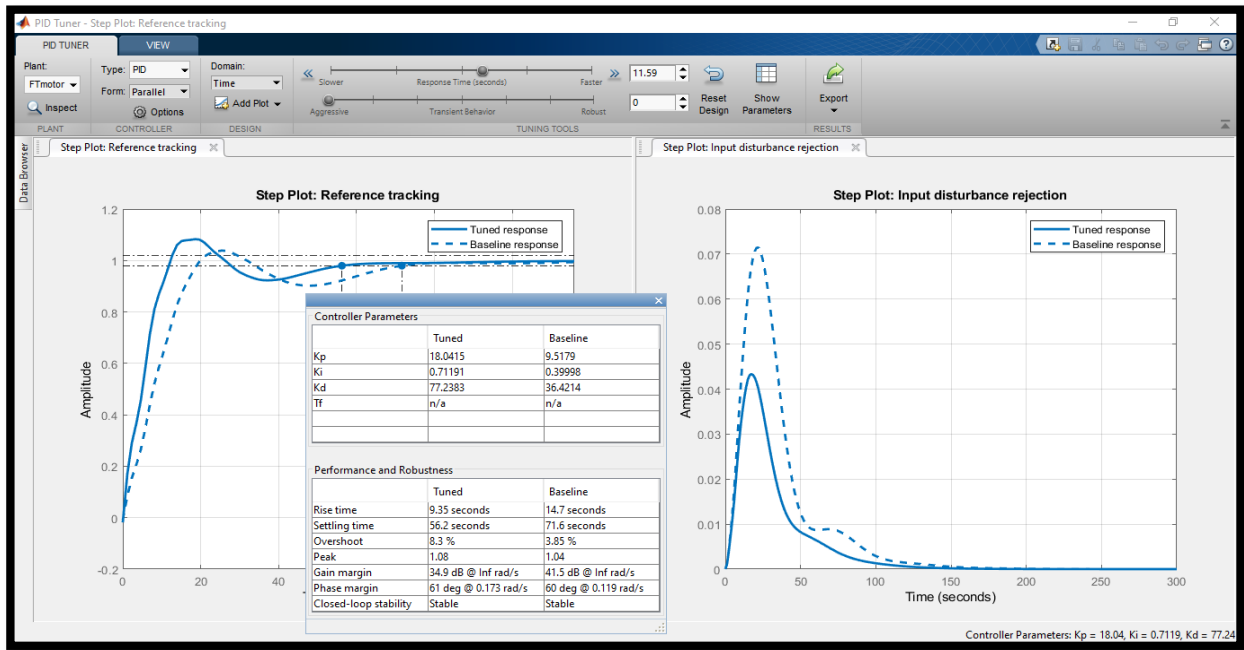 PID Tuner - Step Plot: Reference tracking
PID TUNER VIEW
Plant: Type: PID Domain: 11.59
FTmotor Form: Parallel Time Slower Response Time (seconds) Faster
Inspect Options Add Plot Aggressive Transient Behavior Robust 0 Reset Design Show Parameters Export
PLANT CONTROLLER DESIGN TUNING TOOLS RESULTS
Data Browser
Step Plot: Reference tracking
Step Plot: Reference tracking
Tuned response
Baseline response
Amplitude
1.2
1
0.8
0.6
0.4
0.2
0
-0.2
0 20 40
Controller Parameters
Tuned Baseline
Kp 18.0415 9.5179
Ki 0.71191 0.39998
Kd 77.2383 36.4214
Tf n/a n/a
Performance and Robustness
Tuned Baseline
Rise time 9.35 seconds 14.7 seconds
Settling time 56.2 seconds 71.6 seconds
Overshoot 8.3 % 3.85 %
Peak 1.08 1.04
Gain margin 34.9 dB @ Inf rad/s 41.5 dB @ Inf rad/s
Phase margin 61 deg @ 0.173 rad/s 60 deg @ 0.119 rad/s
Closed-loop stability Stable Stable
Step Plot: Input disturbance rejection
Step Plot: Input disturbance rejection
Tuned response
Baseline response
Amplitude
0.08
0.07
0.06
0.05
0.04
0.03
0.02
0.01
0
0 50 100 150 200 250 300
Time (seconds)
Controller Parameters: Kp = 18.04, Ki = 0.7119, Kd = 77.24